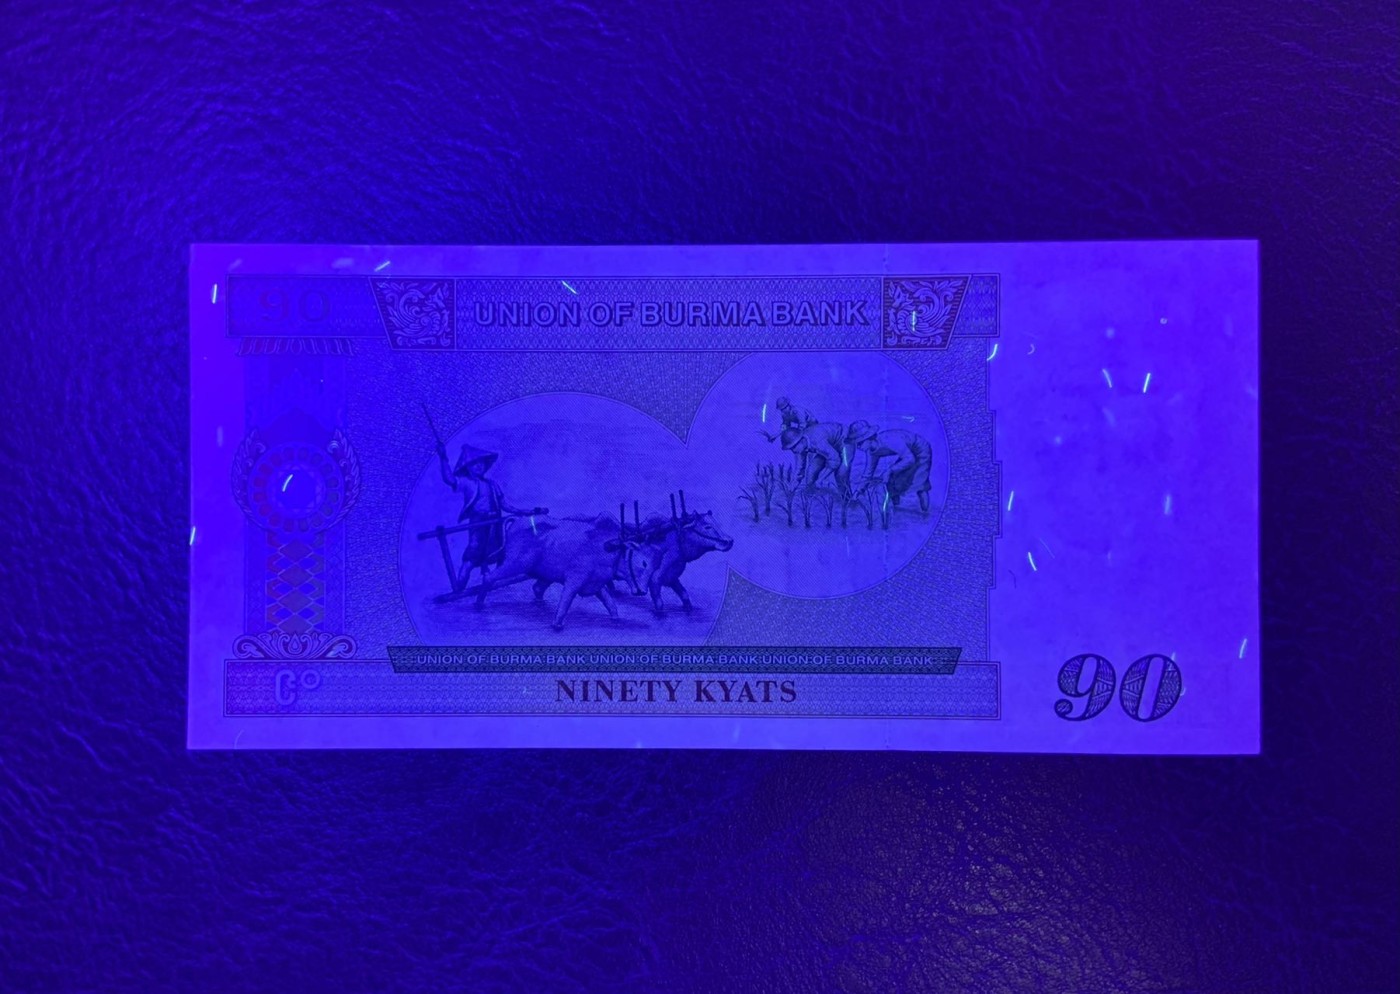 90
UNION OF BURMA BANK
UNION OF BURMA BANK UNION OF BURMA BANK UNION OF BURMA BANK
၉၀
NINETY KYATS
90